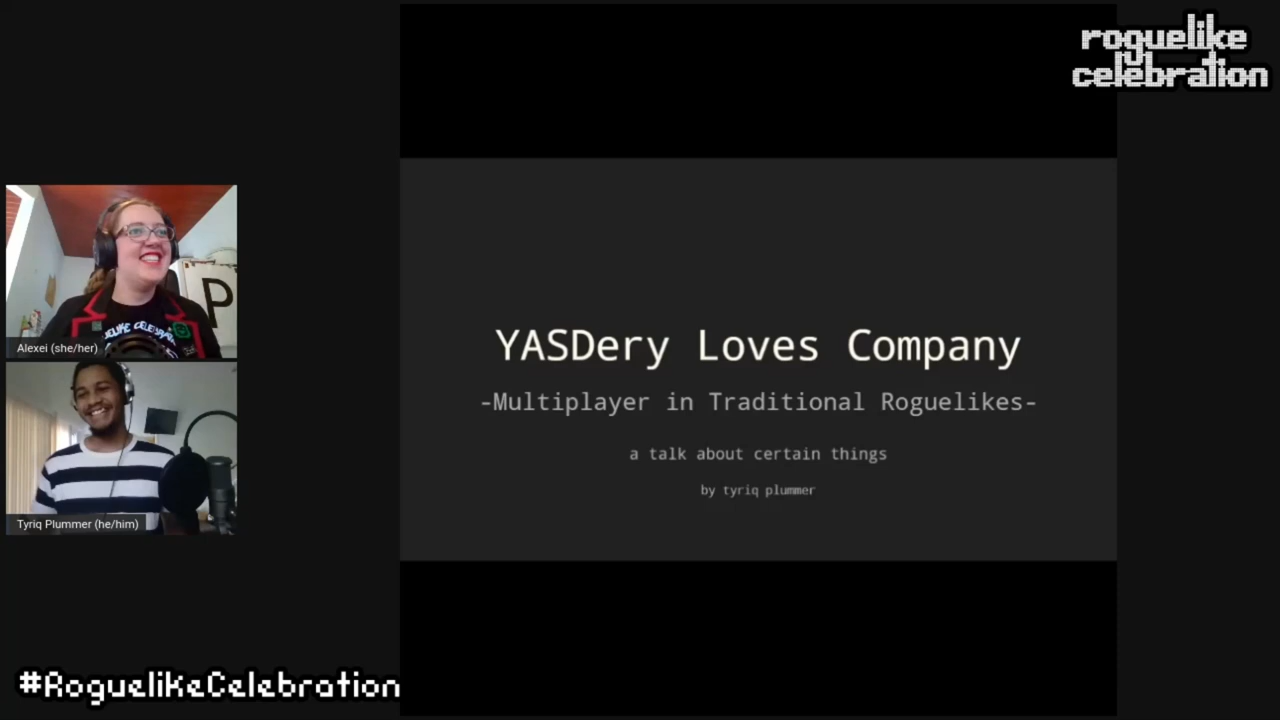 roguelike
celebration
P
Alexei (she/her)
Tyriq Plummer (he/him)
YASDery Loves Company
-Multiplayer in Traditional Roguelikes-
a talk about certain things
by tyriq plummer
#RoguelikeCelebration